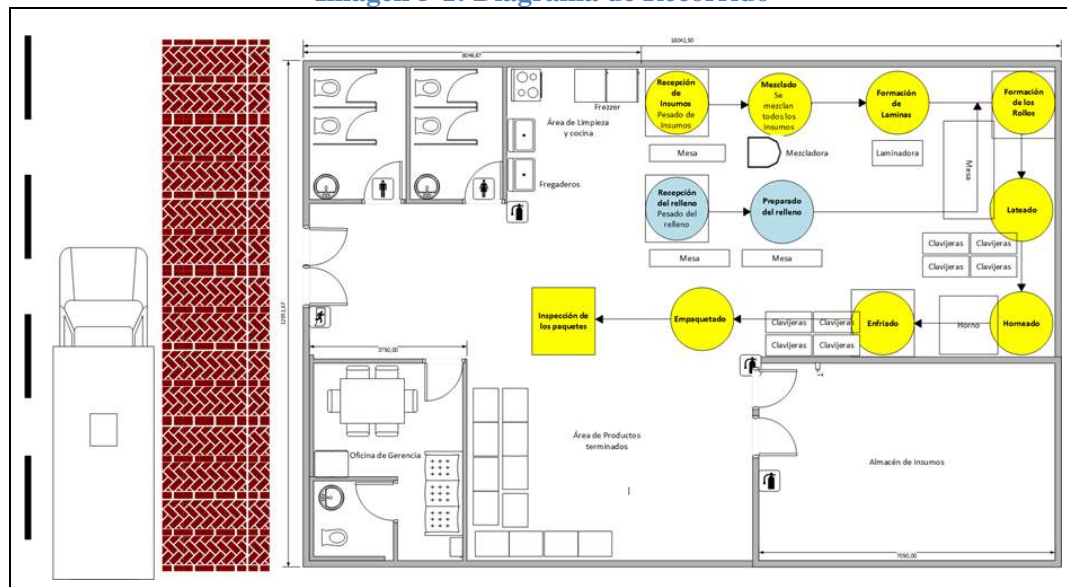 Imagen 3-2: Diagrama de Recorrido
18042,50
8046,67
12051,67
Frezzer
Área de Limpieza
y cocina
Fregaderos
Recepción
de
Insumos
Pesado de
Insumos
Mezclado
Se
mezclan
todos los
insumos
Formación
de
Laminas
Formación
de los
Rollos
Mesa
Mezcladora
Laminadora
Mesa
Recepción
del relleno
Pesado del
relleno
Preparado
del relleno
Lateado
Mesa
Mesa
Clavijeras
Clavijeras
Clavijeras
Clavijeras
Inspección de
los paquetes
Empaquetado
Clavijeras
Clavijeras
Clavijeras
Clavijeras
Enfriado
Horno
Horneado
3750,00
Oficina de Gerencia
Área de Productos
terminados
Almacén de insumos
7050,00